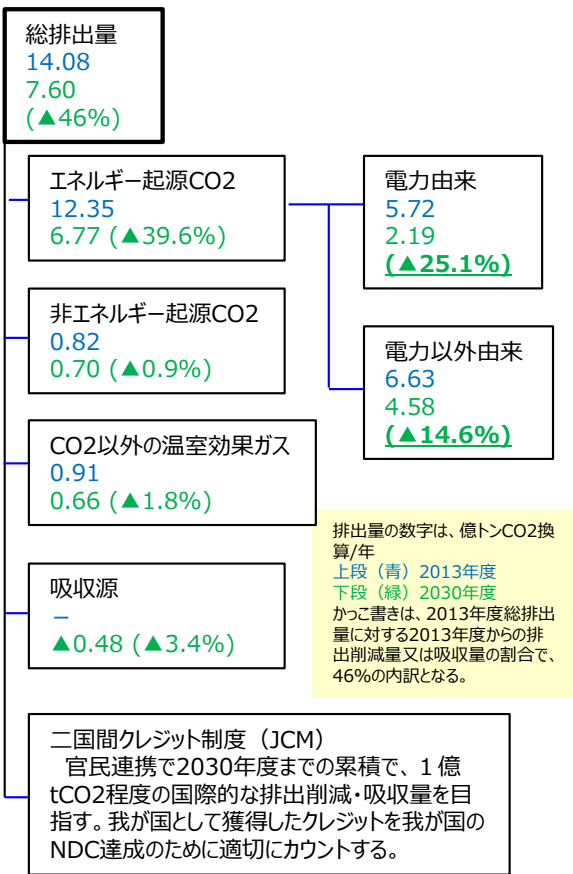 総排出量
14.08
7.60
(▲46%)
エネルギー起源CO2
12.35
6.77 (▲39.6%)
電力由来
5.72
2.19
(▲25.1%)
非エネルギー起源CO2
0.82
0.70 (▲0.9%)
電力以外由来
6.63
4.58
(▲14.6%)
CO2以外の温室効果ガス
0.91
0.66 (▲1.8%)
吸収源
－
▲0.48 (▲3.4%)
排出量の数字は、億トンCO2換
算/年
上段（青）2013年度
下段（緑）2030年度
かっこ書きは、2013年度総排出
量に対する2013年度からの排
出削減量又は吸収量の割合で、
46%の内訳となる。
二国間クレジット制度（JCM）
官民連携で2030年度までの累積で、１億
tCO2程度の国際的な排出削減・吸収量を目
指す。我が国として獲得したクレジットを我が国の
NDC達成のために適切にカウントする。